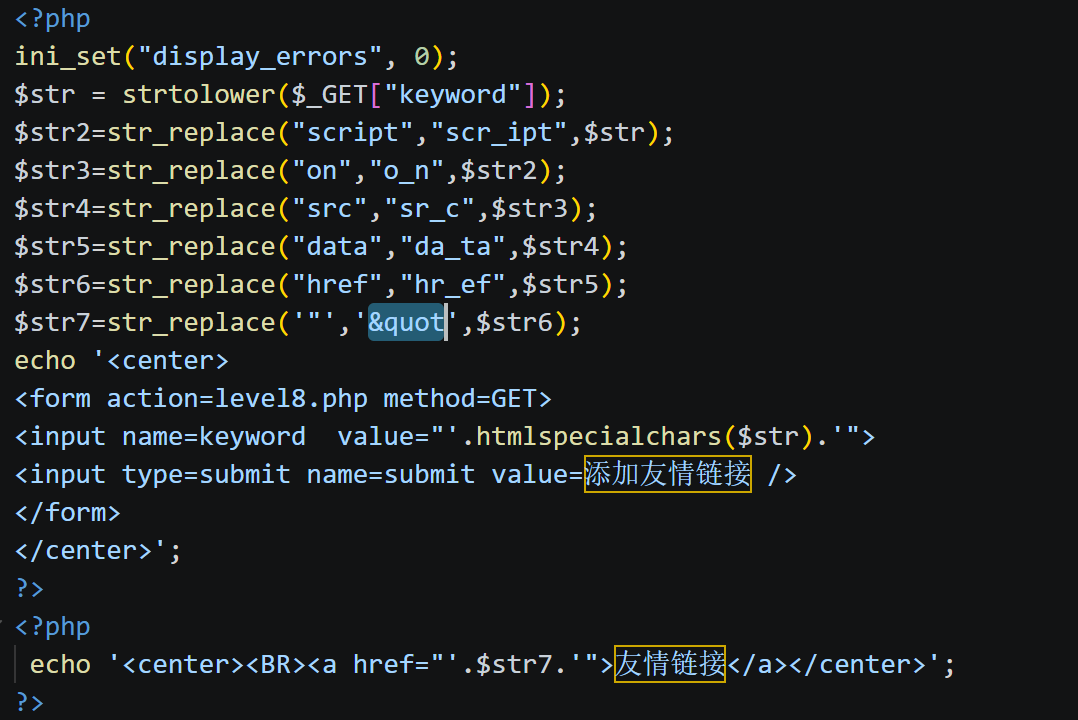 <?php
ini_set("display_errors", 0);
$str = strtolower($_GET["keyword"]);
$str2=str_replace("script","scr_ipt",$str);
$str3=str_replace("on","o_n",$str2);
$str4=str_replace("src","sr_c",$str3);
$str5=str_replace("data","da_ta",$str4);
$str6=str_replace("href","hr_ef",$str5);
$str7=str_replace('"','&quot',$str6);
echo '<center>
<form action=level8.php method=GET>
<input name=keyword  value="'.htmlspecialchars($str).'">
<input type=submit name=submit value=添加友情链接 />
</form>
</center>';
?>
<?php
 echo '<center><BR><a href="'.$str7.'">友情链接</a></center>';
?>